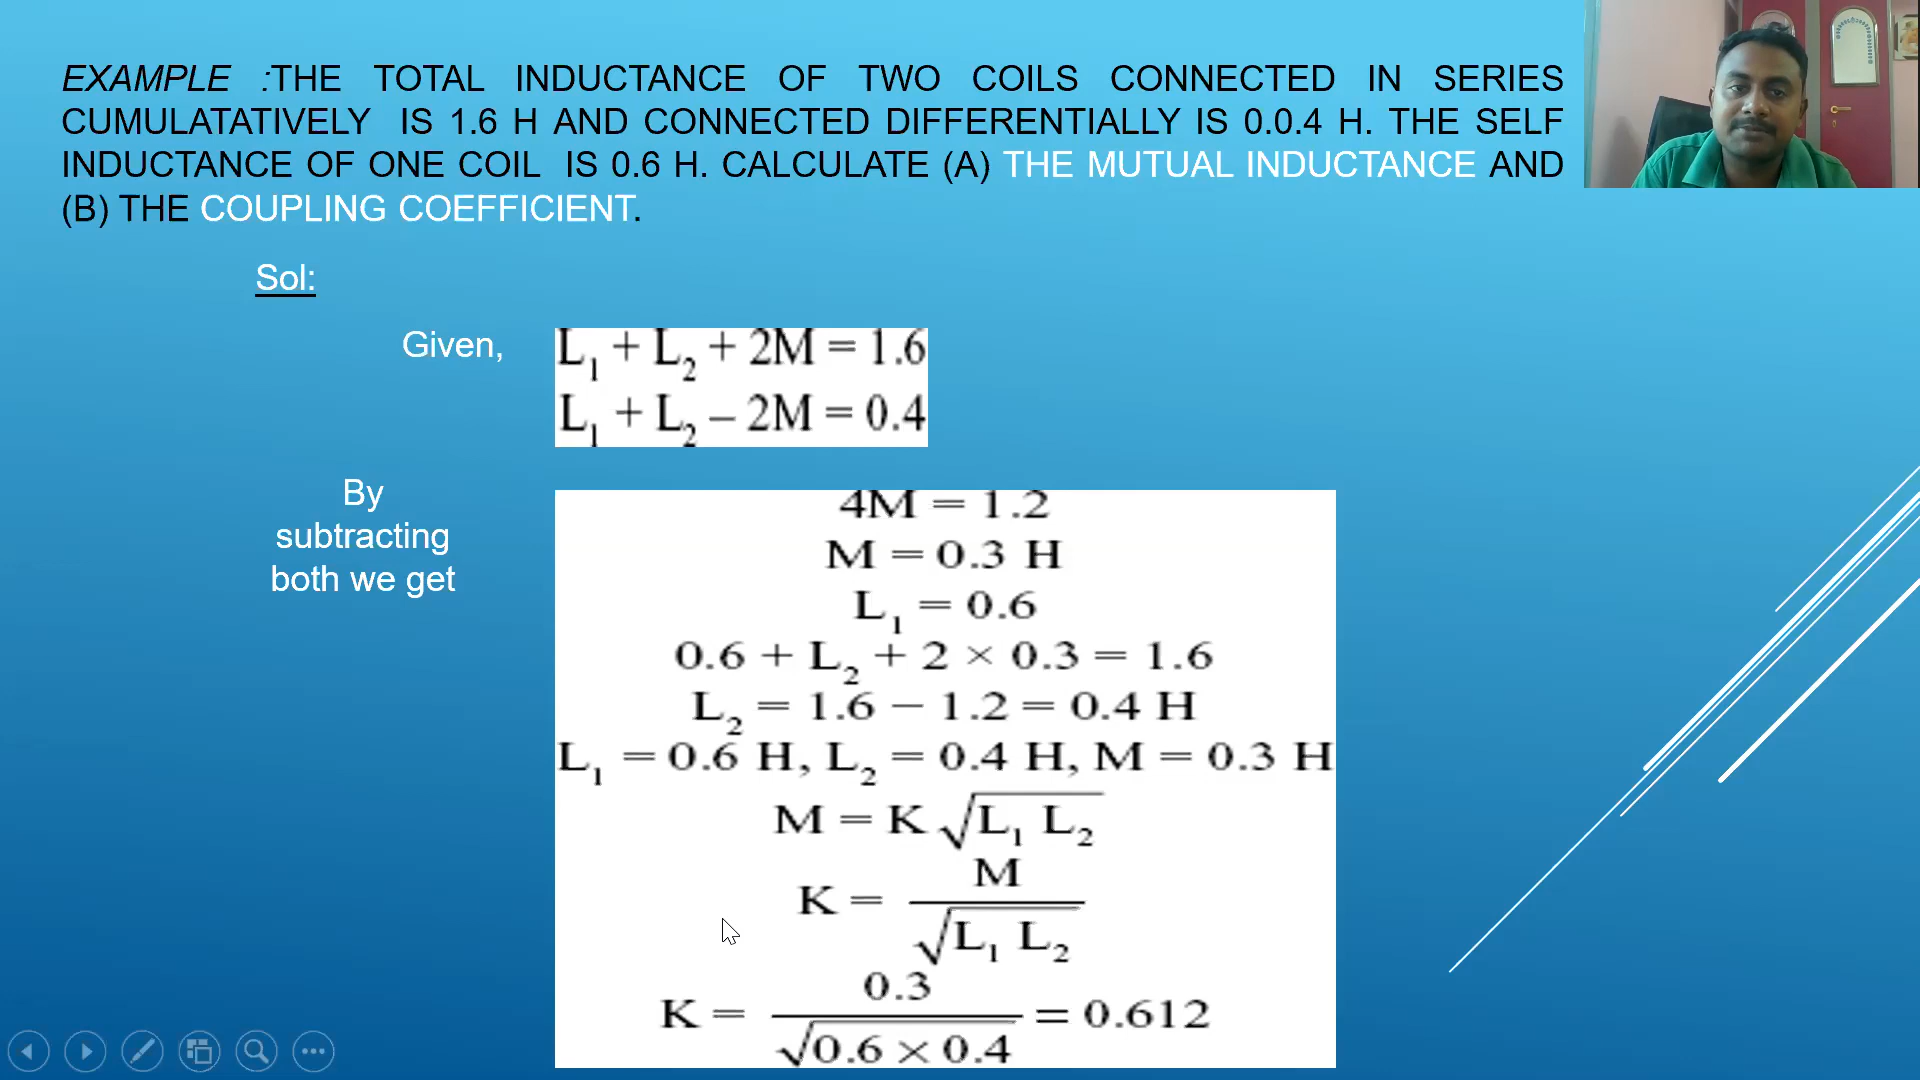 EXAMPLE :THE TOTAL INDUCTANCE OF TWO COILS CONNECTED IN SERIES
CUMULATATIVELY IS 1.6 H AND CONNECTED DIFFERENTIALLY IS 0.0.4 H. THE SELF
INDUCTANCE OF ONE COIL IS 0.6 H. CALCULATE (A) THE MUTUAL INDUCTANCE AND
(B) THE COUPLING COEFFICIENT.
Sol:
Given,
L₁ + L₂ + 2M = 1.6
L₁ + L₂ – 2M = 0.4
By
subtracting
both we get
4M = 1.2
M = 0.3 H
L₁ = 0.6
0.6 + L₂ + 2 × 0.3 = 1.6
L₂ = 1.6 − 1.2 = 0.4 H
L₁ = 0.6 H, L₂ = 0.4 H, M = 0.3 H
M = K √L₁ L₂
K = M / √L₁ L₂
K = 0.3 / √0.6 × 0.4 = 0.612